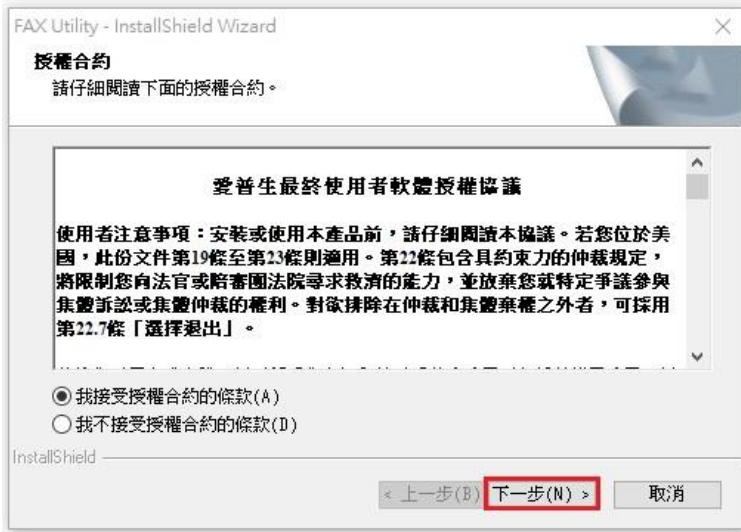 FAX Utility - InstallShield Wizard
授權合約
請仔細閱讀下面的授權合約。
愛普生最終使用者軟體授權協議
使用者注意事項：安裝或使用本產品前，請仔細閱讀本協議。若您位於美
國，此份文件第19條至第23條則適用。第22條包含具約束力的仲裁規定，
將限制您向法官或陪審團法院尋求救濟的能力，並放棄您就特定爭議參與
集體訴訟或集體仲裁的權利。對欲排除在仲裁和集體棄權之外者，可採用
第22.7條「選擇退出」。
我接受授權合約的條款(A)
我不接受授權合約的條款(D)
InstallShield
< 上一步(B)
下一步(N) >
取消